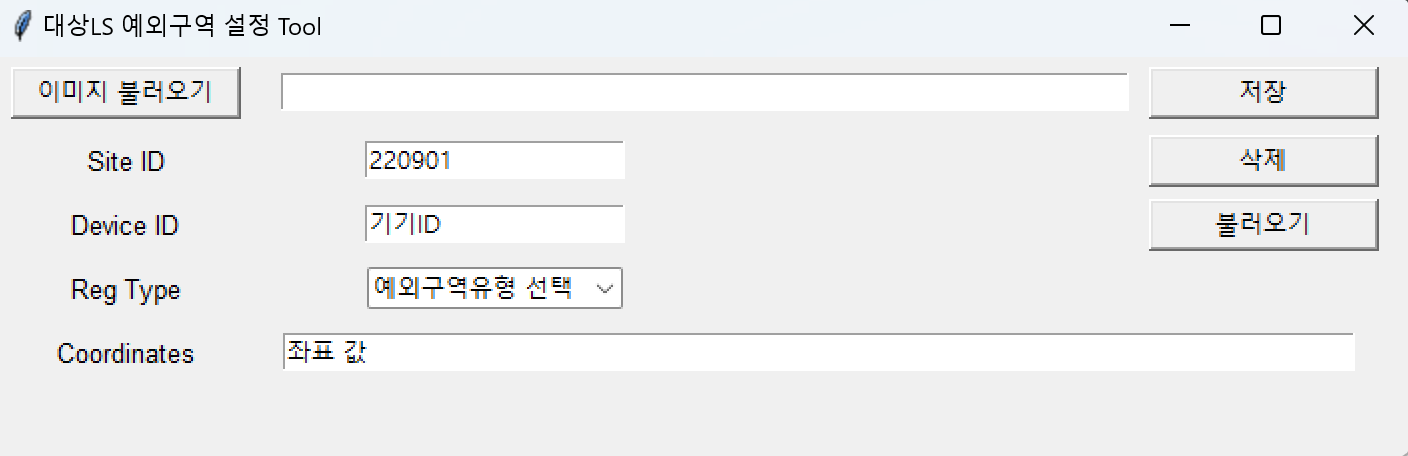 대상LS 예외구역 설정 Tool
이미지 불러오기
저장
Site ID
220901
삭제
Device ID
기기ID
불러오기
Reg Type
예외구역유형 선택
Coordinates
좌표 값